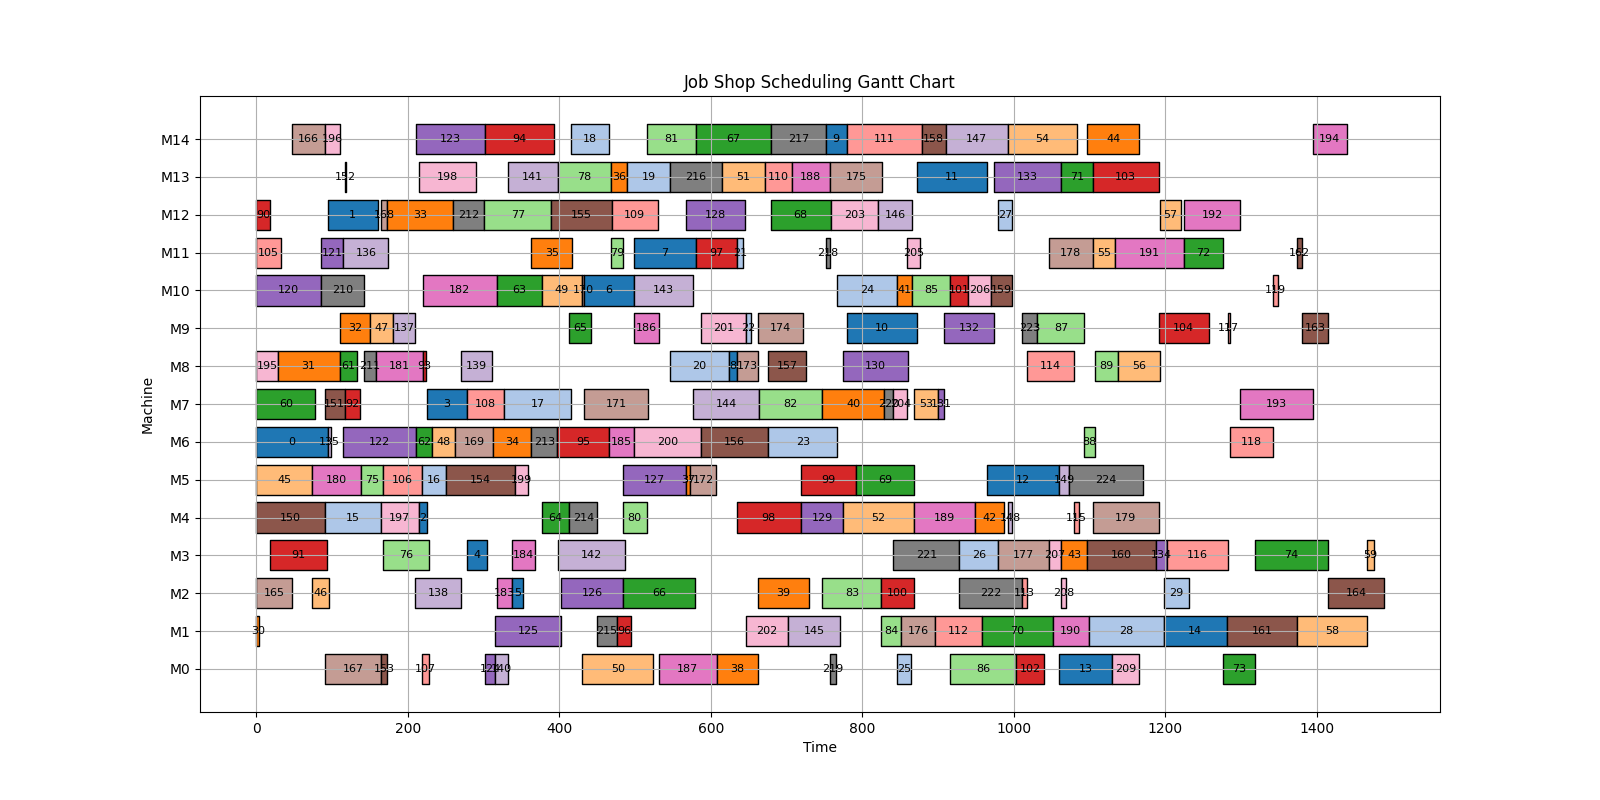 Job Shop Scheduling Gantt Chart
M14 166 196 123 94 18 81 67 217 9 111 158 147 54 44 194
M13 152 198 141 78 36 19 216 51 110 188 175 11 133 71 103
M12 90 1 168 33 212 77 155 109 128 68 203 146 27 57 192
M11 105 121 136 35 79 7 97 21 218 205 178 55 191 72 162
M10 120 210 182 63 49 170 6 143 24 41 85 101 206 159 119
M9 32 47 137 65 186 201 22 174 10 132 223 87 104 117 163
M8 195 31 61 211 181 93 139 20 8 173 157 130 114 89 56
M7 60 151 92 3 108 17 171 144 82 40 220 204 53 131 193
M6 0 135 122 62 48 169 34 213 95 185 200 156 23 88 118
M5 45 180 75 106 16 154 199 127 37 172 99 69 12 149 224
M4 150 15 197 2 64 214 80 98 129 52 189 42 148 115 179
M3 91 76 4 184 142 221 26 177 207 43 160 134 116 74 59
M2 165 46 138 183 5 126 66 39 83 100 222 113 208 29 164
M1 30 125 215 96 202 145 84 176 112 70 190 28 14 161 58
M0 167 153 107 124 140 50 187 38 219 25 86 102 13 209 73
Machine
0 200 400 600 800 1000 1200 1400
Time